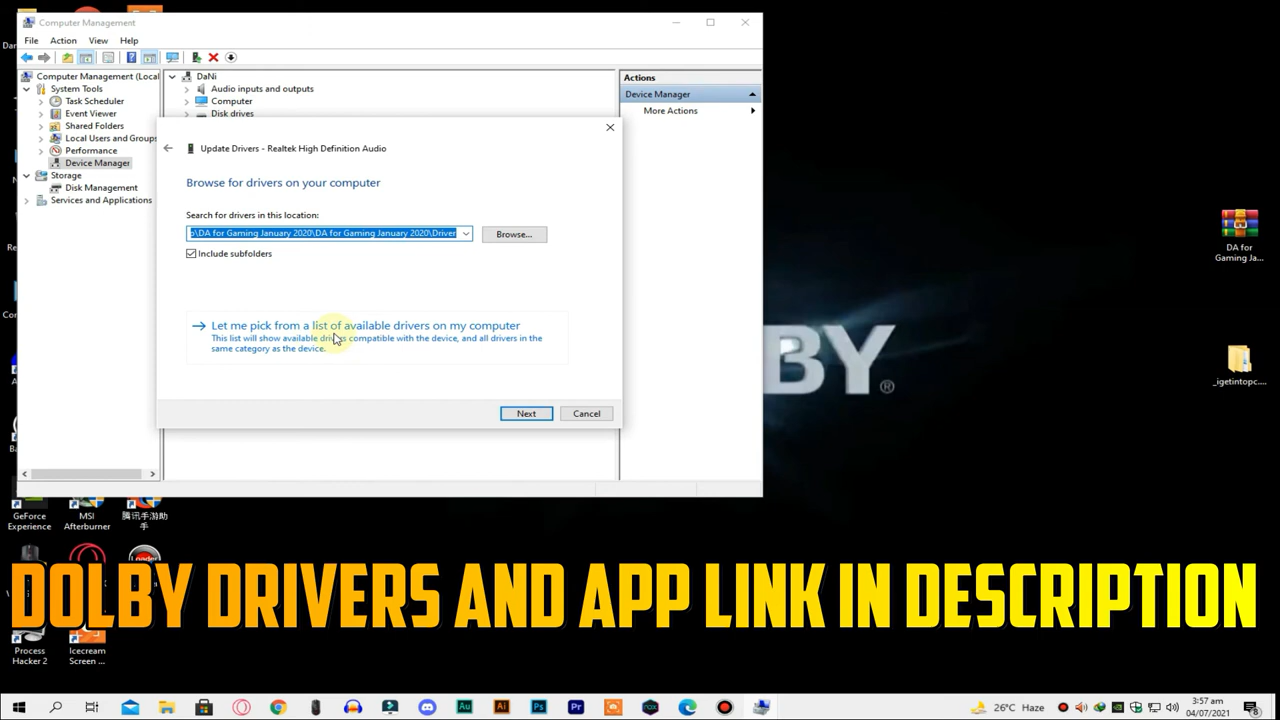 Computer Management
File Action View Help
Computer Management (Local
System Tools
Task Scheduler
Event Viewer
Shared Folders
Local Users and Groups
Performance
Device Manager
Storage
Disk Management
Services and Applications
DaNi
Audio inputs and outputs
Computer
Disk drives
Actions
Device Manager
More Actions
Update Drivers - Realtek High Definition Audio
Browse for drivers on your computer
Search for drivers in this location:
\DA for Gaming January 2020\DA for Gaming January 2020\Driver
Browse...
Include subfolders
Let me pick from a list of available drivers on my computer
This list will show available drivers compatible with the device, and all drivers in the
same category as the device.
Next Cancel
BY®
DA for
Gaming Ja...
_igetintopc....
GeForce
Experience
MSI
Afterburner
腾讯手游助
手
Loader
DOLBY DRIVERS AND APP LINK IN DESCRIPTION
Process
Hacker 2
Icecream
Screen ...
Au
Ai
Ps
Pr
26°C Haze
3:57 am
04/07/2021
8